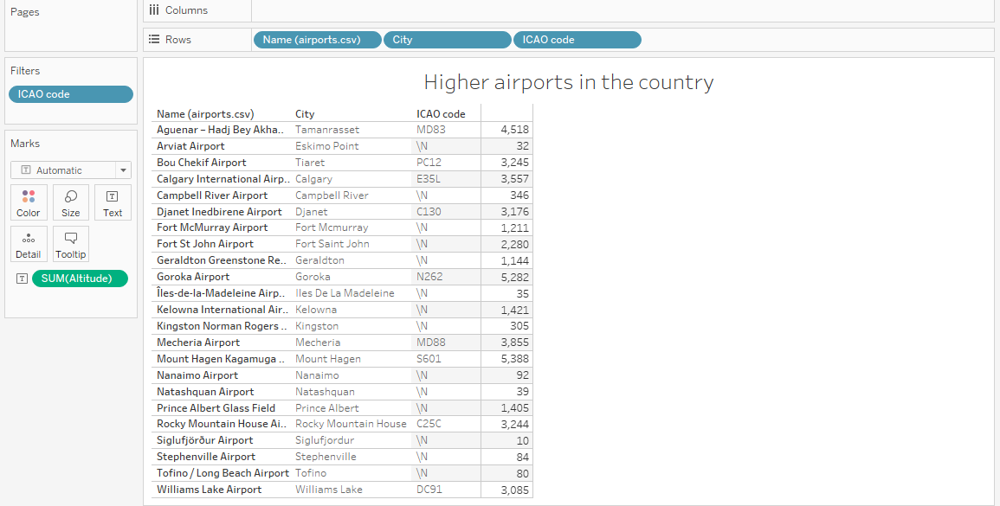 Pages
Columns
Rows
Name (airports.csv) City ICAO code
Filters
ICAO code
Marks
Automatic
Color Size Text
Detail Tooltip
SUM(Altitude)
Higher airports in the country
Name (airports.csv) City ICAO code
Aguenar – Hadj Bey Akha.. Tamanrasset MD83 4,518
Arviat Airport Eskimo Point \N 32
Bou Chekif Airport Tiaret PC12 3,245
Calgary International Airp.. Calgary E35L 3,557
Campbell River Airport Campbell River \N 346
Djanet Inedbirene Airport Djanet C130 3,176
Fort McMurray Airport Fort Mcmurray \N 1,211
Fort St John Airport Fort Saint John \N 2,280
Geraldton Greenstone Re.. Geraldton \N 1,144
Goroka Airport Goroka N262 5,282
Îles-de-la-Madeleine Airp.. Iles De La Madeleine \N 35
Kelowna International Air.. Kelowna \N 1,421
Kingston Norman Rogers .. Kingston \N 305
Mecheria Airport Mecheria MD88 3,855
Mount Hagen Kagamuga .. Mount Hagen S601 5,388
Nanaimo Airport Nanaimo \N 92
Natashquan Airport Natashquan \N 39
Prince Albert Glass Field Prince Albert \N 1,405
Rocky Mountain House Ai.. Rocky Mountain House C25C 3,244
Siglufjörður Airport Siglufjordur \N 10
Stephenville Airport Stephenville \N 84
Tofino / Long Beach Airport Tofino \N 80
Williams Lake Airport Williams Lake DC91 3,085